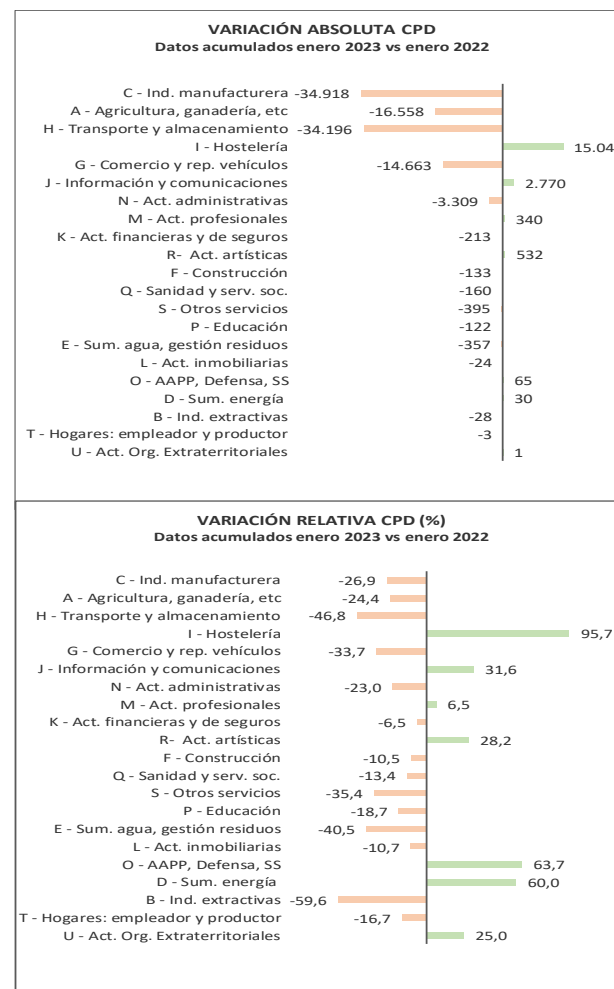 VARIACIÓN ABSOLUTA CPD
Datos acumulados enero 2023 vs enero 2022
C - Ind. manufacturera -34.918
A - Agricultura, ganadería, etc -16.558
H - Transporte y almacenamiento -34.196
I - Hostelería 15.04
G - Comercio y rep. vehículos -14.663
J - Información y comunicaciones 2.770
N - Act. administrativas -3.309
M - Act. profesionales 340
K - Act. financieras y de seguros -213
R- Act. artísticas 532
F - Construcción -133
Q - Sanidad y serv. soc. -160
S - Otros servicios -395
P - Educación -122
E - Sum. agua, gestión residuos -357
L - Act. inmobiliarias -24
O - AAPP, Defensa, SS 65
D - Sum. energía 30
B - Ind. extractivas -28
T - Hogares: empleador y productor -3
U - Act. Org. Extraterritoriales 1
VARIACIÓN RELATIVA CPD (%)
Datos acumulados enero 2023 vs enero 2022
C - Ind. manufacturera -26,9
A - Agricultura, ganadería, etc -24,4
H - Transporte y almacenamiento -46,8
I - Hostelería 95,7
G - Comercio y rep. vehículos -33,7
J - Información y comunicaciones 31,6
N - Act. administrativas -23,0
M - Act. profesionales 6,5
K - Act. financieras y de seguros -6,5
R- Act. artísticas 28,2
F - Construcción -10,5
Q - Sanidad y serv. soc. -13,4
S - Otros servicios -35,4
P - Educación -18,7
E - Sum. agua, gestión residuos -40,5
L - Act. inmobiliarias -10,7
O - AAPP, Defensa, SS 63,7
D - Sum. energía 60,0
B - Ind. extractivas -59,6
T - Hogares: empleador y productor -16,7
U - Act. Org. Extraterritoriales 25,0